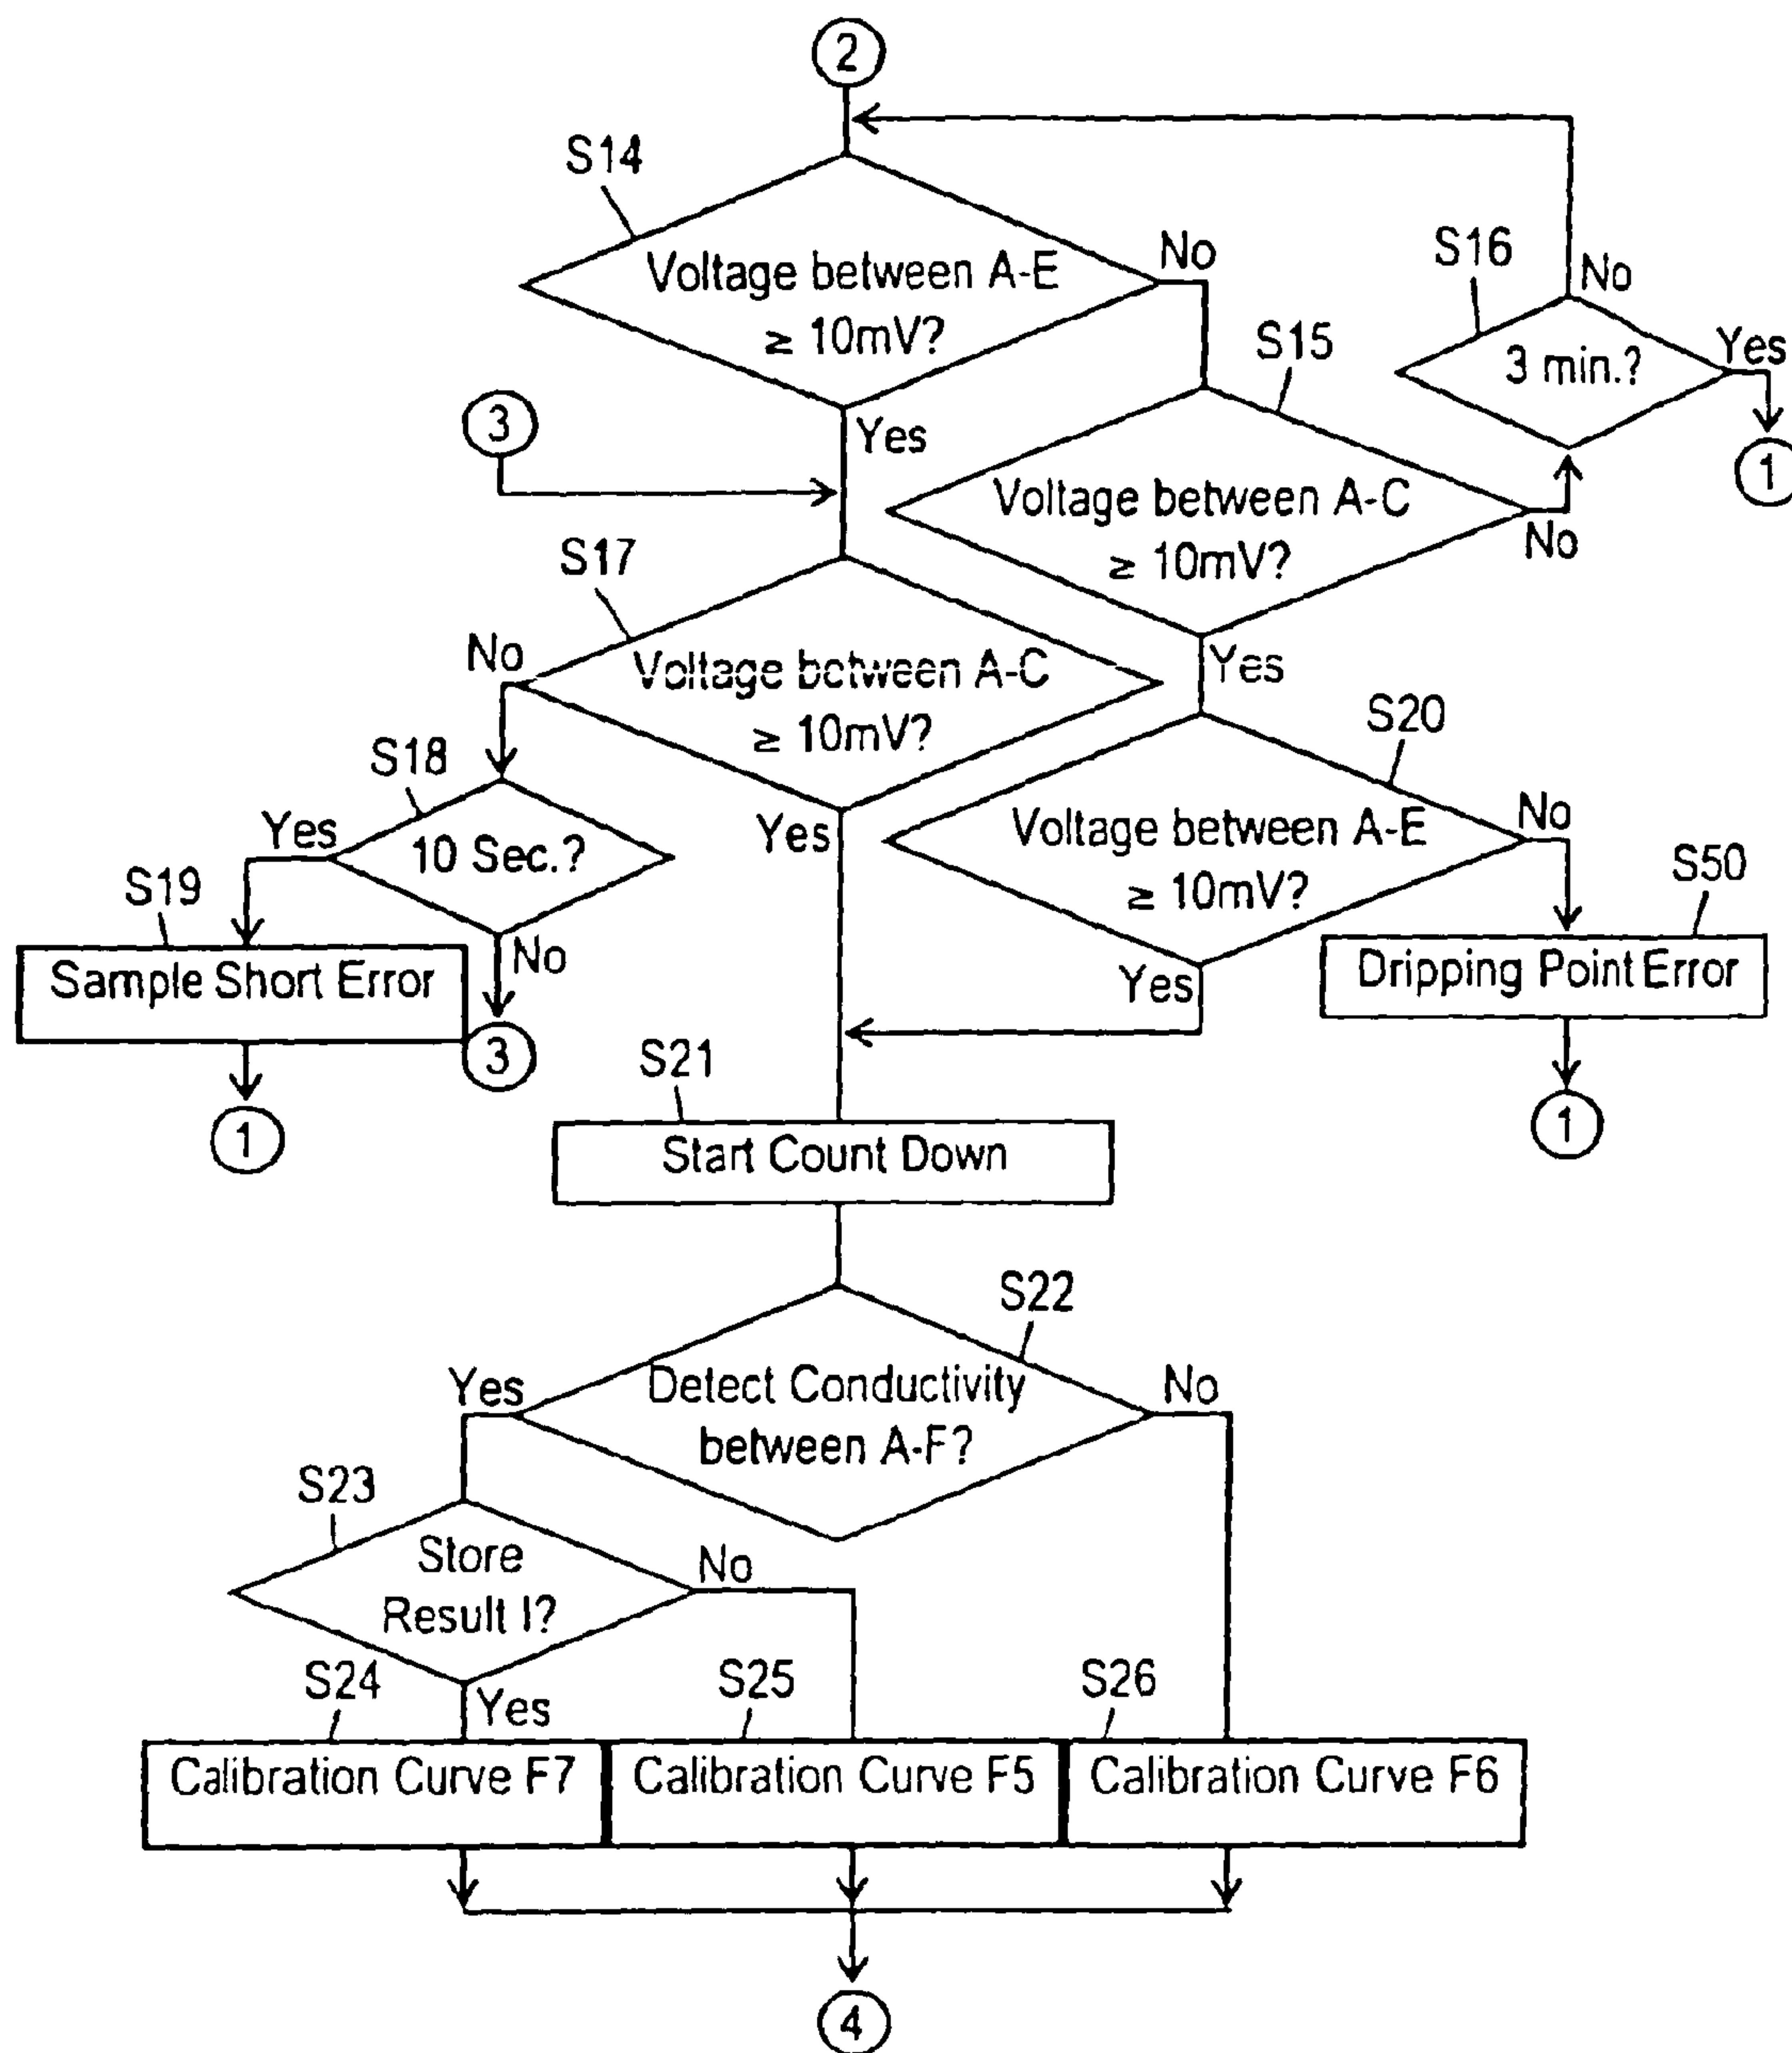 2
S14
Voltage between A-E
≥ 10mV?
No
S16
No
3 min.?
Yes
1
S15
3
Yes
Voltage between A-C
≥ 10mV?
No
S17
No
Voltage between A-C
≥ 10mV?
Yes
S20
S18
Yes
10 Sec.?
Yes
Voltage between A-E
≥ 10mV?
No
S50
S19
Sample Short Error
No
3
1
Yes
Dripping Point Error
1
S21
Start Count Down
S22
Yes
Detect Conductivity
between A-F?
No
S23
Store
Result I?
No
S24
Yes
S25
S26
Calibration Curve F7
Calibration Curve F5
Calibration Curve F6
4